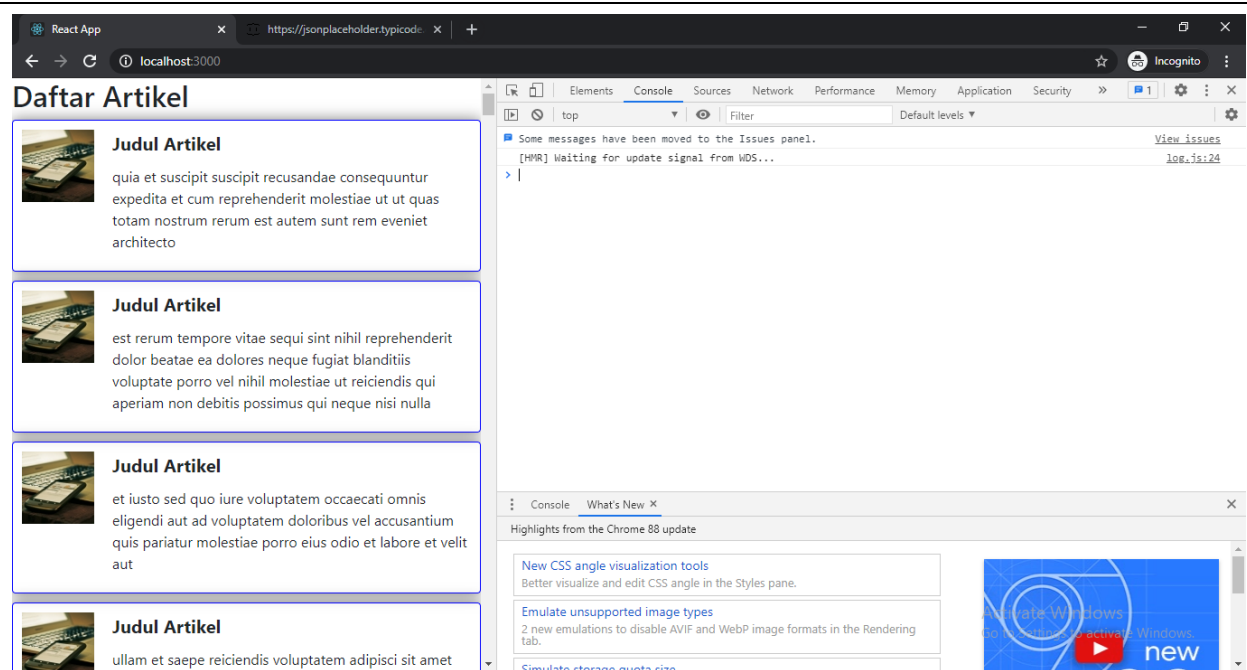 React App
https://jsonplaceholder.typicode.
localhost:3000
Incognito
Daftar Artikel
Judul Artikel
quia et suscipit suscipit recusandae consequuntur
expedita et cum reprehenderit molestiae ut ut quas
totam nostrum rerum est autem sunt rem eveniet
architecto
Judul Artikel
est rerum tempore vitae sequi sint nihil reprehenderit
dolor beatae ea dolores neque fugiat blanditiis
voluptate porro vel nihil molestiae ut reiciendis qui
aperiam non debitis possimus qui neque nisi nulla
Judul Artikel
et iusto sed quo iure voluptatem occaecati omnis
eligendi aut ad voluptatem doloribus vel accusantium
quis pariatur molestiae porro eius odio et labore et velit
aut
Judul Artikel
ullam et saepe reiciendis voluptatem adipisci sit amet
Elements Console Sources Network Performance Memory Application Security » 1
top Filter Default levels
Some messages have been moved to the Issues panel. View issues
[HMR] Waiting for update signal from WDS... log.js:24
>
Console What's New
Highlights from the Chrome 88 update
New CSS angle visualization tools
Better visualize and edit CSS angle in the Styles pane.
Emulate unsupported image types
2 new emulations to disable AVIF and WebP image formats in the Rendering
tab.
Simulate storage quota size
Activate Windows
Go to Settings to activate Windows.
new